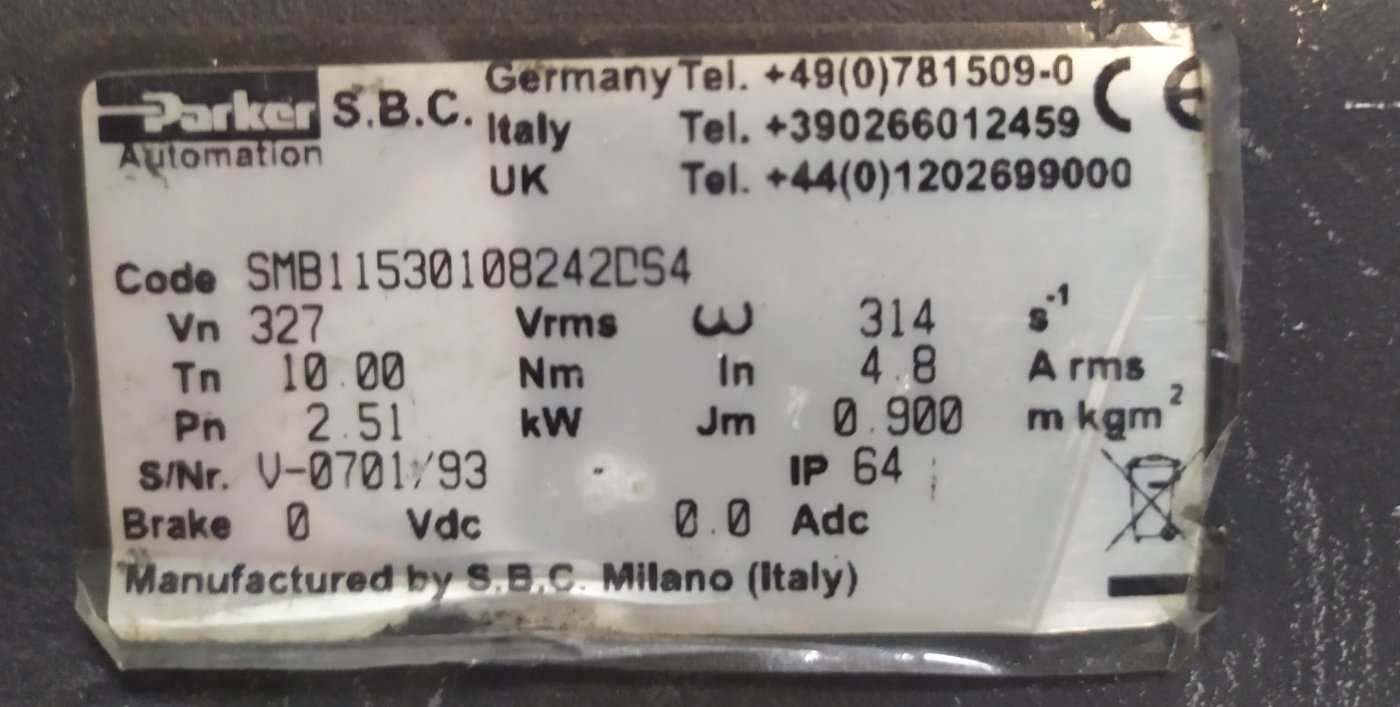 Parker Automation S.B.C.
Germany Tel. +49(0)781509-0
Italy Tel. +390266012459
UK Tel. +44(0)1202699000
CE
Code SMB11530108242DS4
Vn 327 Vrms ω 314 s⁻¹
Tn 10.00 Nm In 4.8 A rms
Pn 2.51 kW Jm 0.900 m kgm²
S/Nr. V-0701/93 IP 64
Brake 0 Vdc 0.0 Adc
Manufactured by S.B.C. Milano (Italy)